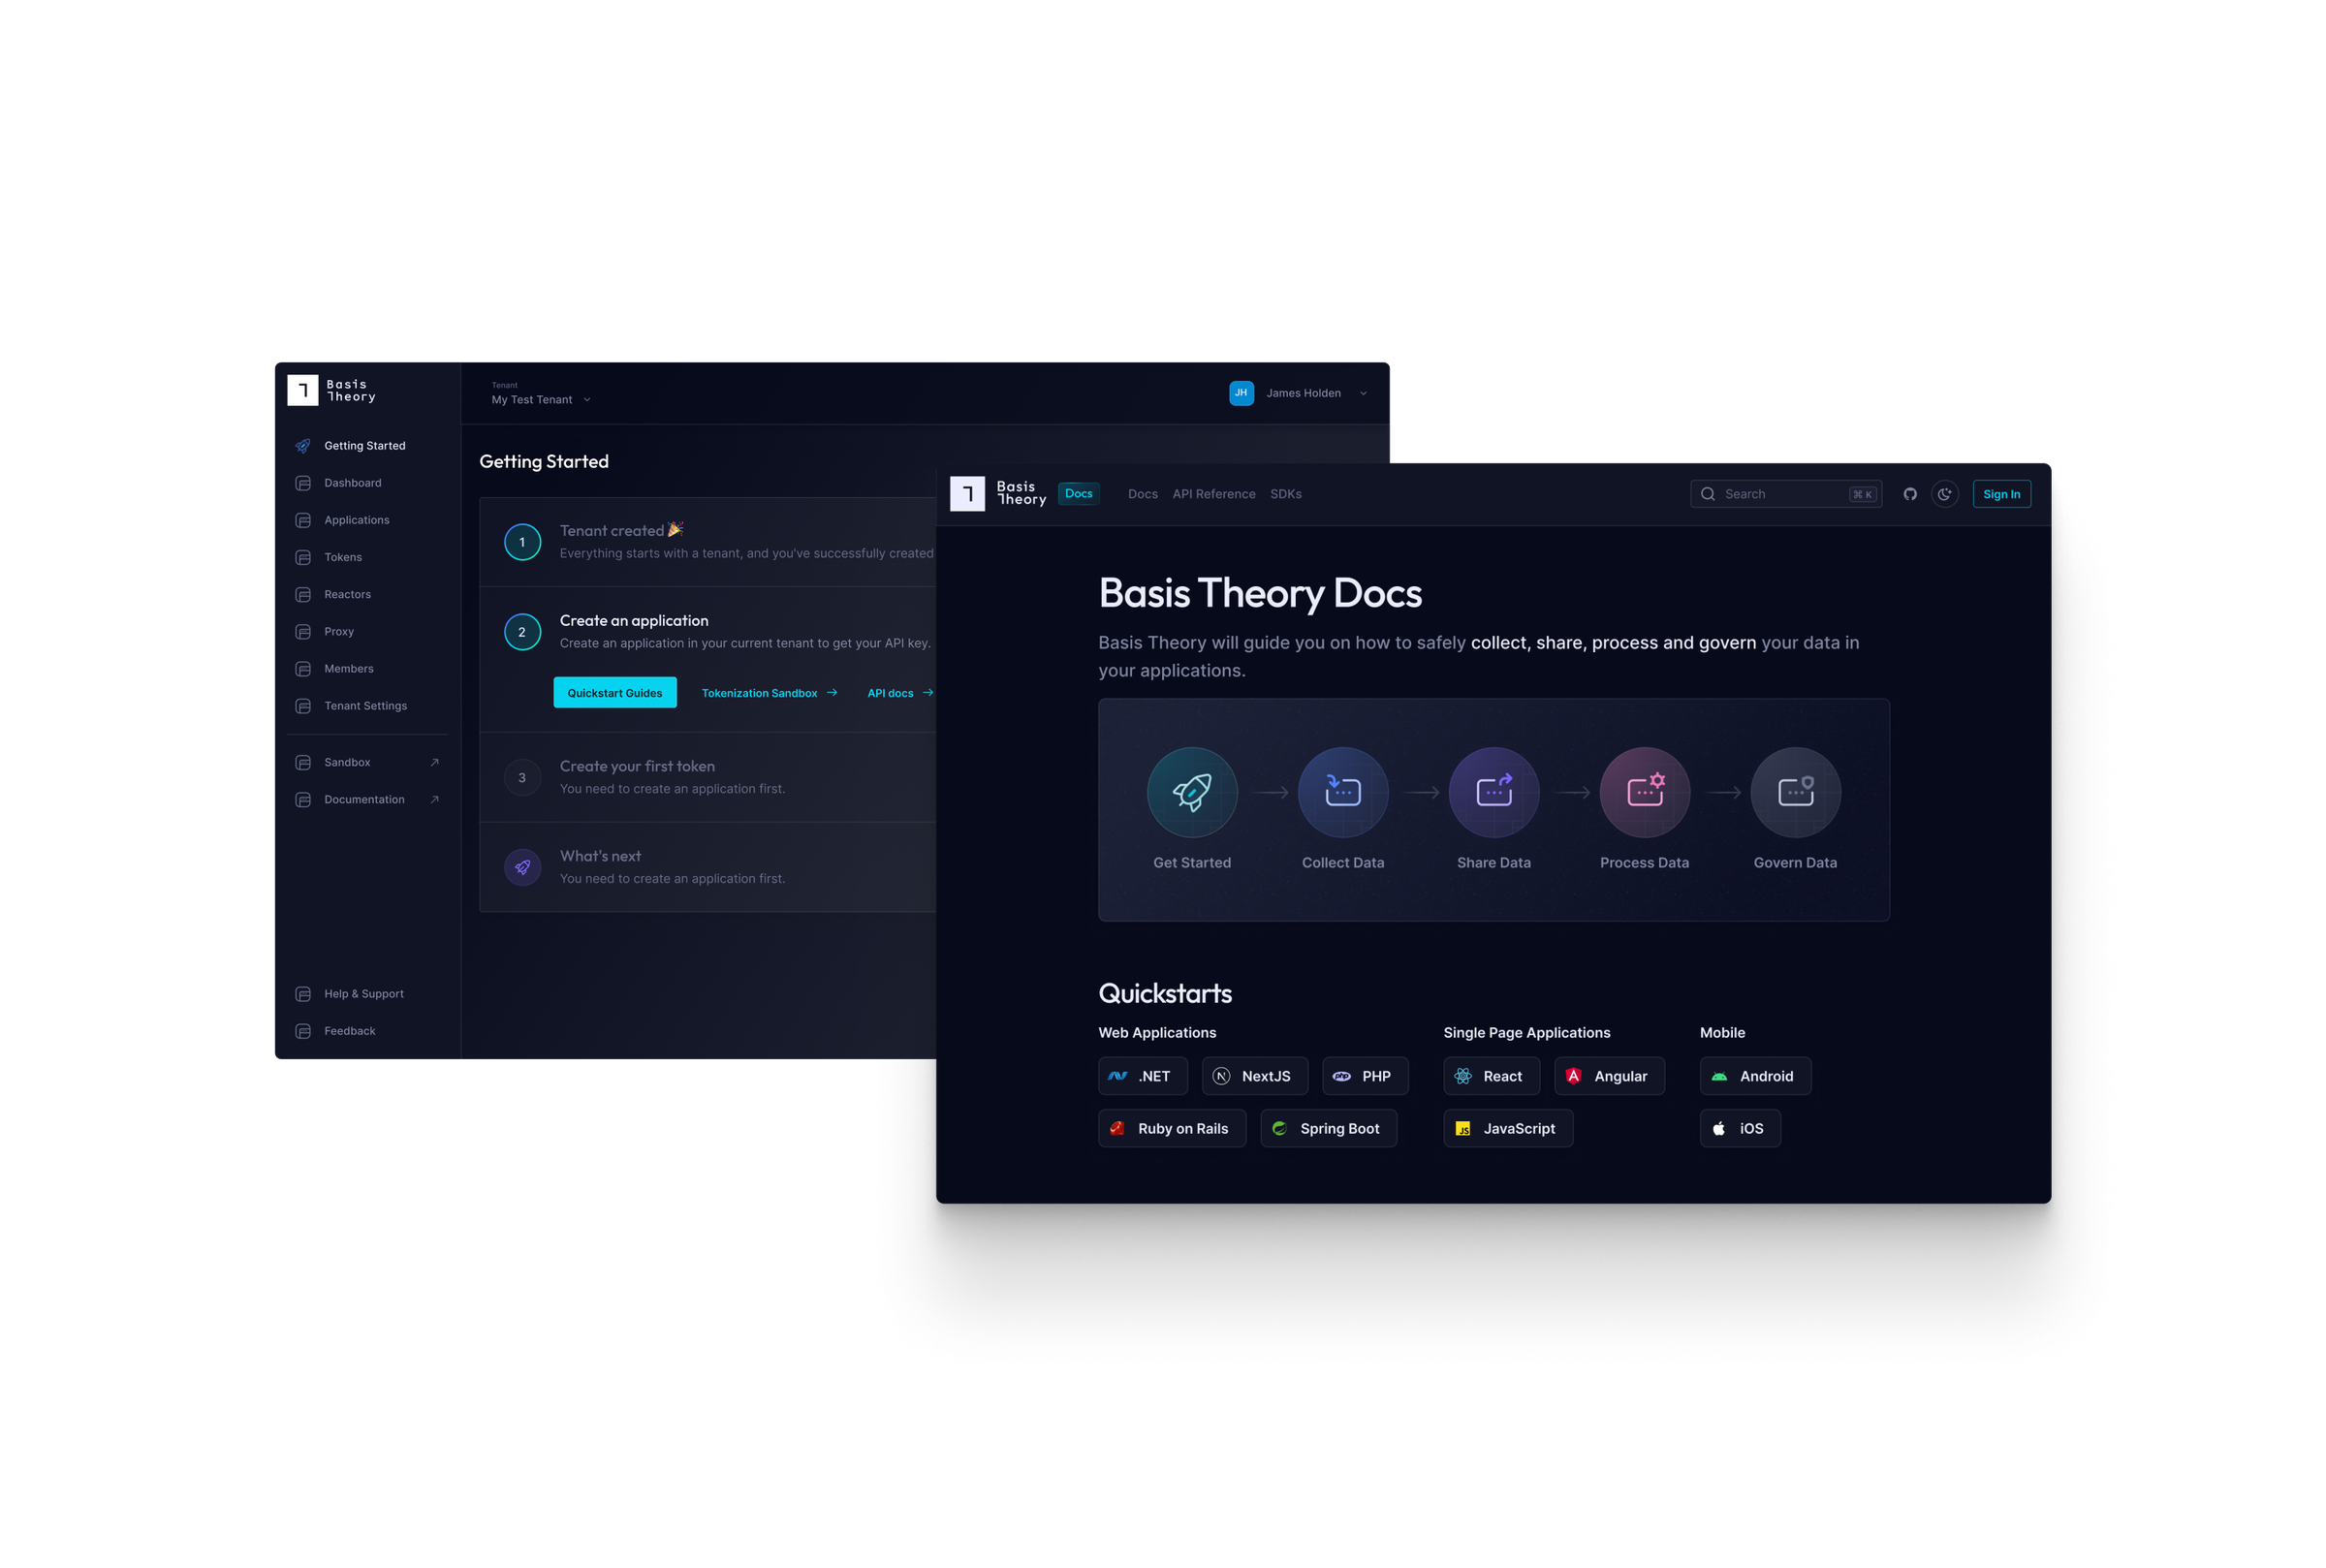 Basis
Theory
Getting Started
Dashboard
Applications
Tokens
Reactors
Proxy
Members
Tenant Settings
Sandbox
Documentation
Help & Support
Feedback
Tenant
My Test Tenant
JH James Holden
Getting Started
1
Tenant created 🎉
Everything starts with a tenant, and you've successfully created
2
Create an application
Create an application in your current tenant to get your API key.
Quickstart Guides Tokenization Sandbox → API docs →
3
Create your first token
You need to create an application first.
What's next
You need to create an application first.
Basis
Theory
Docs
Docs API Reference SDKs
Search ⌘ K
Sign In
Basis Theory Docs
Basis Theory will guide you on how to safely collect, share, process and govern your data in
your applications.
Get Started Collect Data Share Data Process Data Govern Data
Quickstarts
Web Applications
.NET NextJS php PHP
Ruby on Rails Spring Boot
Single Page Applications
React Angular
JS JavaScript
Mobile
Android
iOS